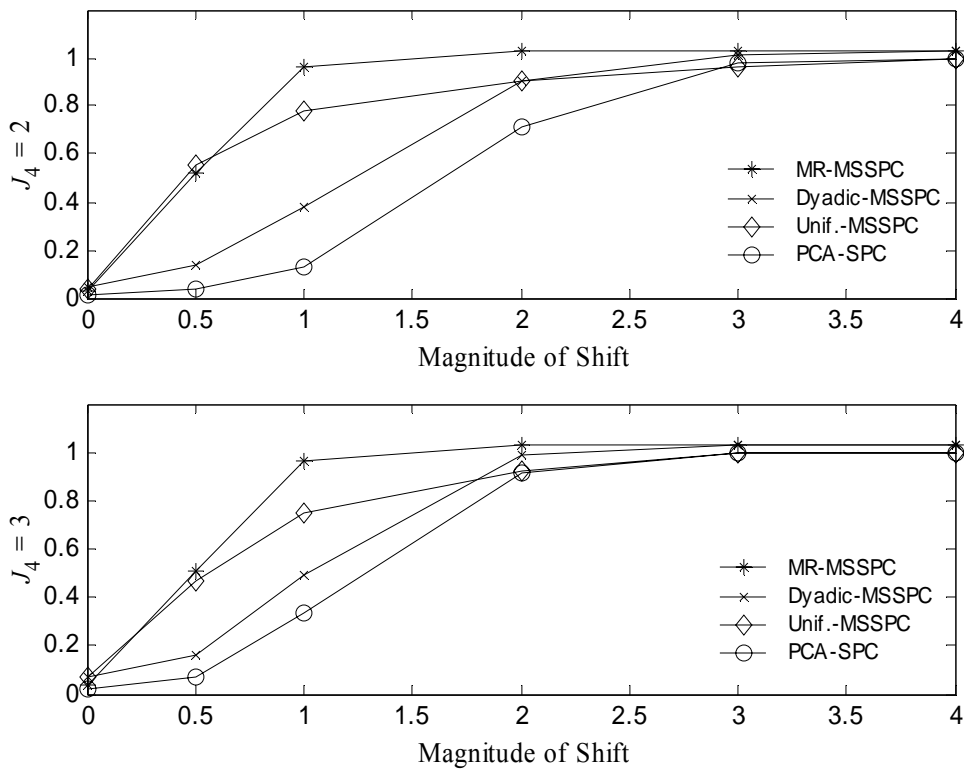 1
0.8
0.6
0.4
0.2
0
J4 = 2
MR-MSSPC
Dyadic-MSSPC
Unif.-MSSPC
PCA-SPC
0 0.5 1 1.5 2 2.5 3 3.5 4
Magnitude of Shift
1
0.8
0.6
0.4
0.2
0
J4 = 3
MR-MSSPC
Dyadic-MSSPC
Unif.-MSSPC
PCA-SPC
0 0.5 1 1.5 2 2.5 3 3.5 4
Magnitude of Shift